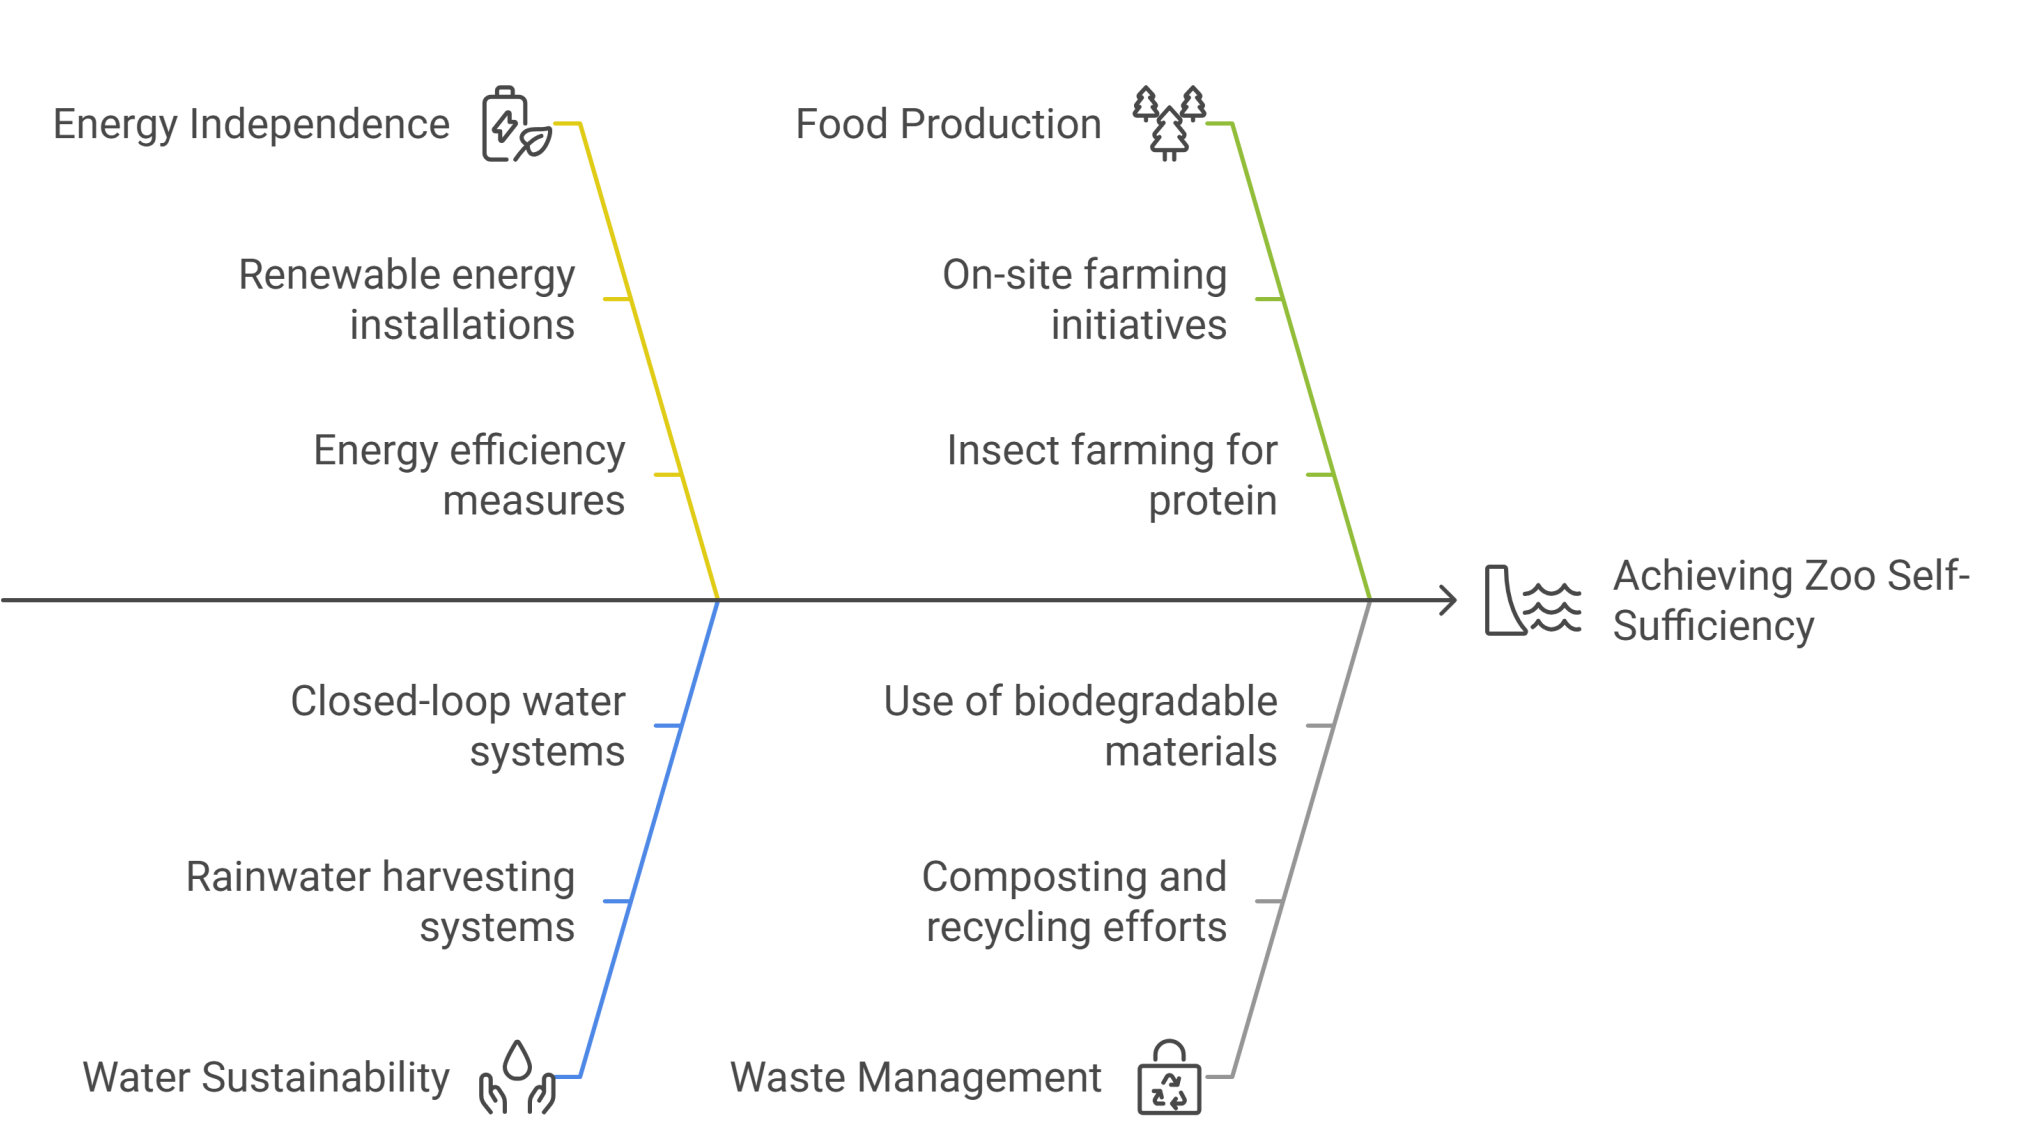 Energy Independence
Renewable energy
installations
Energy efficiency
measures
Food Production
On-site farming
initiatives
Insect farming for
protein
Achieving Zoo Self-
Sufficiency
Closed-loop water
systems
Rainwater harvesting
systems
Water Sustainability
Use of biodegradable
materials
Composting and
recycling efforts
Waste Management